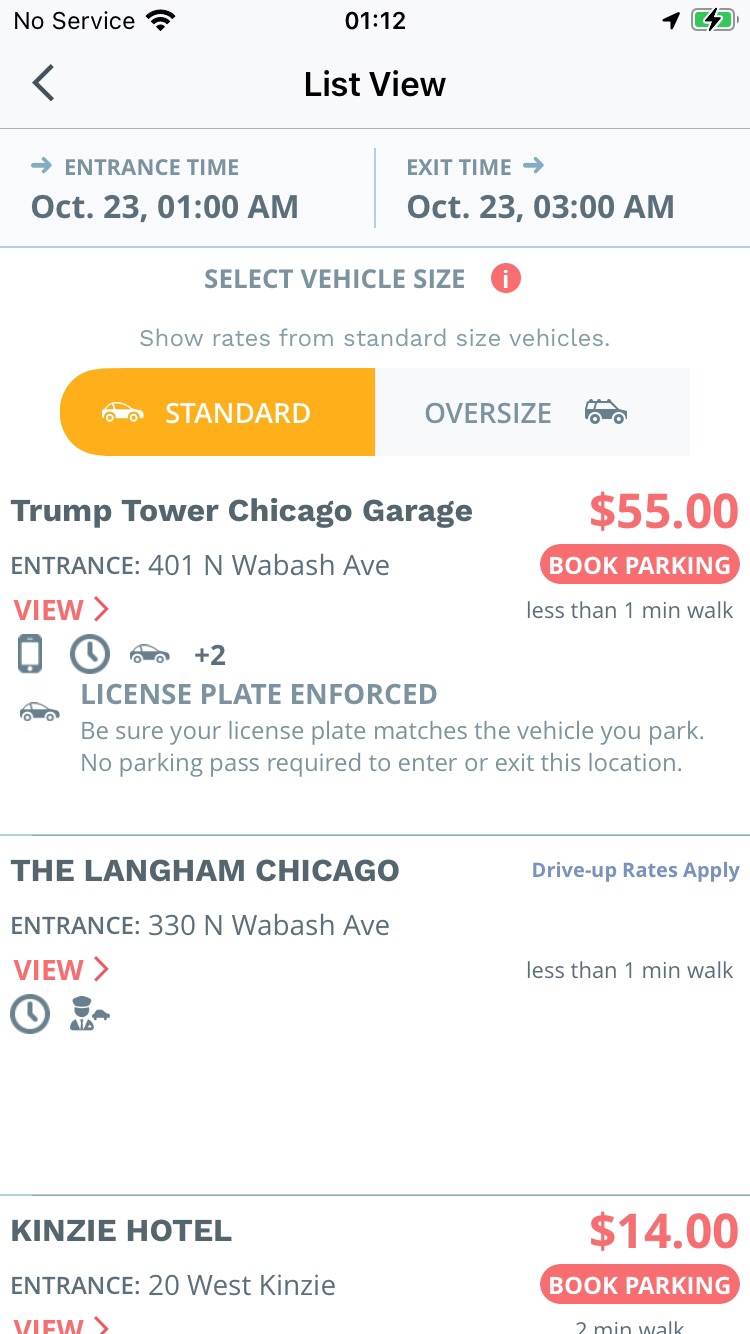 No Service 01:12
List View
ENTRANCE TIME EXIT TIME
Oct. 23, 01:00 AM Oct. 23, 03:00 AM
SELECT VEHICLE SIZE i
Show rates from standard size vehicles.
STANDARD OVERSIZE
Trump Tower Chicago Garage $55.00
ENTRANCE: 401 N Wabash Ave BOOK PARKING
VIEW less than 1 min walk
+2
LICENSE PLATE ENFORCED
Be sure your license plate matches the vehicle you park.
No parking pass required to enter or exit this location.
THE LANGHAM CHICAGO Drive-up Rates Apply
ENTRANCE: 330 N Wabash Ave
VIEW less than 1 min walk
KINZIE HOTEL $14.00
ENTRANCE: 20 West Kinzie BOOK PARKING
VIEW 2 min walk